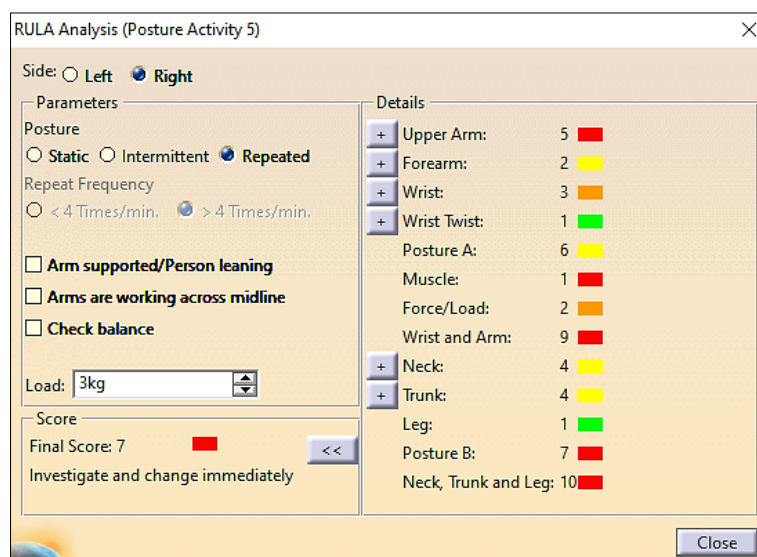 RULA Analysis (Posture Activity 5)
Side: Left Right
Parameters
Posture
Static Intermittent Repeated
Repeat Frequency
< 4 Times/min. > 4 Times/min.
Arm supported/Person leaning
Arms are working across midline
Check balance
Load: 3kg
Score
Final Score: 7
<<
Investigate and change immediately
Details
+ Upper Arm: 5
+ Forearm: 2
+ Wrist: 3
+ Wrist Twist: 1
Posture A: 6
Muscle: 1
Force/Load: 2
Wrist and Arm: 9
+ Neck: 4
+ Trunk: 4
Leg: 1
Posture B: 7
Neck, Trunk and Leg: 10
Close